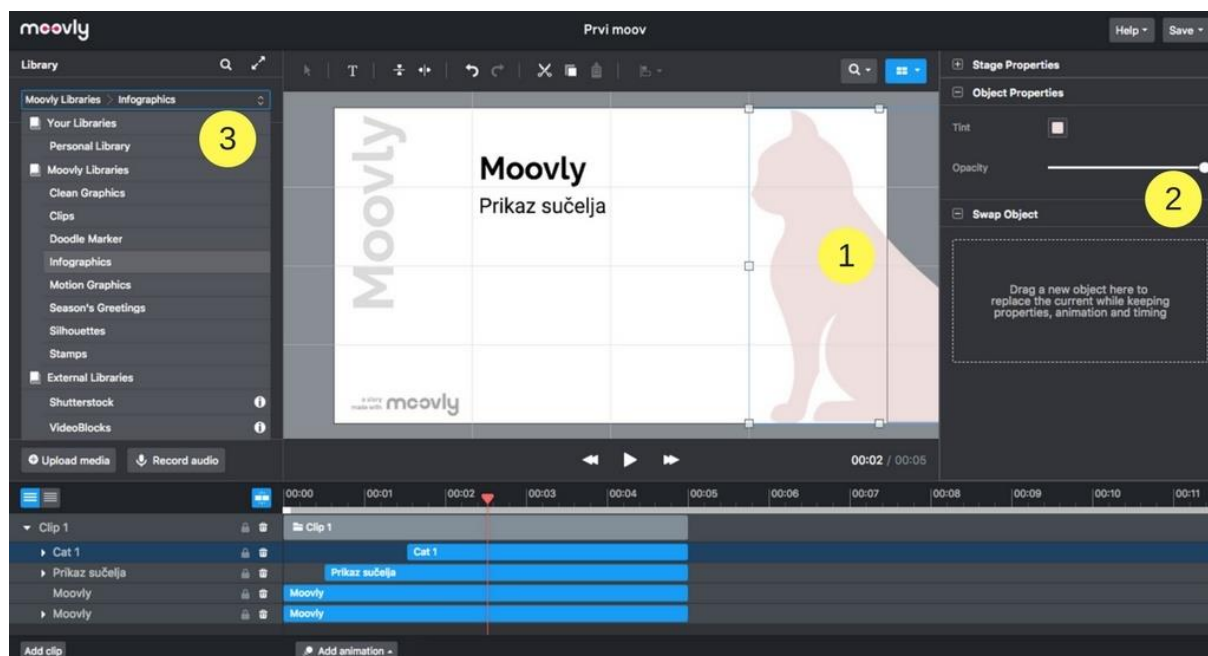 moovly
Prvi moov
Help
Save
Library
T
Stage Properties
Moovly Libraries > Infographics
Object Properties
Your Libraries
Personal Library
3
Tint
Moovly Libraries
Opacity
Clean Graphics
Clips
2
Doodle Marker
Swap Object
Infographics
Motion Graphics
Season's Greetings
Silhouettes
Stamps
External Libraries
Shutterstock
VideoBlocks
Moovly
Moovly
Prikaz sučelja
1
a story
made with moovly
Drag a new object here to
replace the current while keeping
properties, animation and timing
Upload media
Record audio
00:02 / 00:05
00:00 00:01 00:02 00:03 00:04 00:05 00:06 00:07 00:08 00:09 00:10 00:11
Clip 1
Clip 1
Cat 1
Cat 1
Prikaz sučelja
Prikaz sučelja
Moovly
Moovly
Moovly
Moovly
Add clip
Add animation